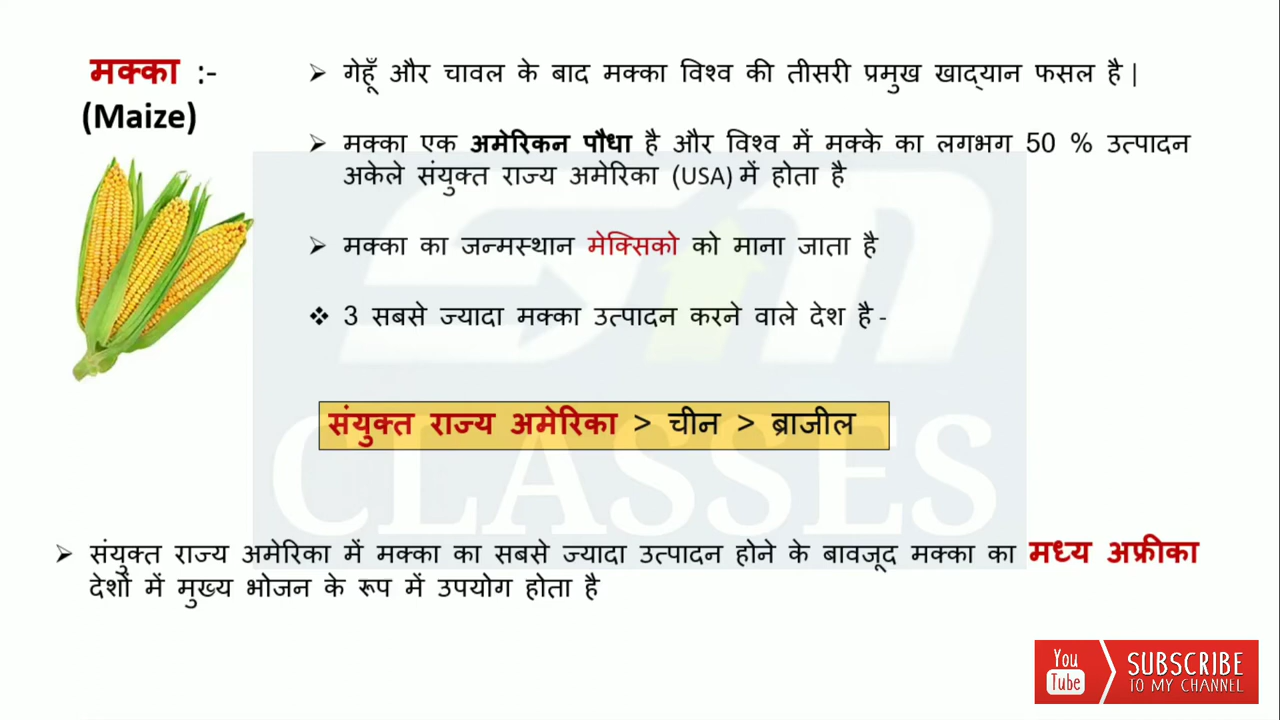 मक्का :-
(Maize)
➢ गेहूँ और चावल के बाद मक्का विश्व की तीसरी प्रमुख खाद्यान फसल है |
➢ मक्का एक अमेरिकन पौधा है और विश्व में मक्के का लगभग 50 % उत्पादन
अकेले संयुक्त राज्य अमेरिका (USA) में होता है
➢ मक्का का जन्मस्थान मेक्सिको को माना जाता है
❖ 3 सबसे ज्यादा मक्का उत्पादन करने वाले देश है -
संयुक्त राज्य अमेरिका > चीन > ब्राजील
➢ संयुक्त राज्य अमेरिका में मक्का का सबसे ज्यादा उत्पादन होने के बावजूद मक्का का मध्य अफ्रीका
देशों में मुख्य भोजन के रूप में उपयोग होता है
sm
CLASSES
You
Tube
SUBSCRIBE
TO MY CHANNEL